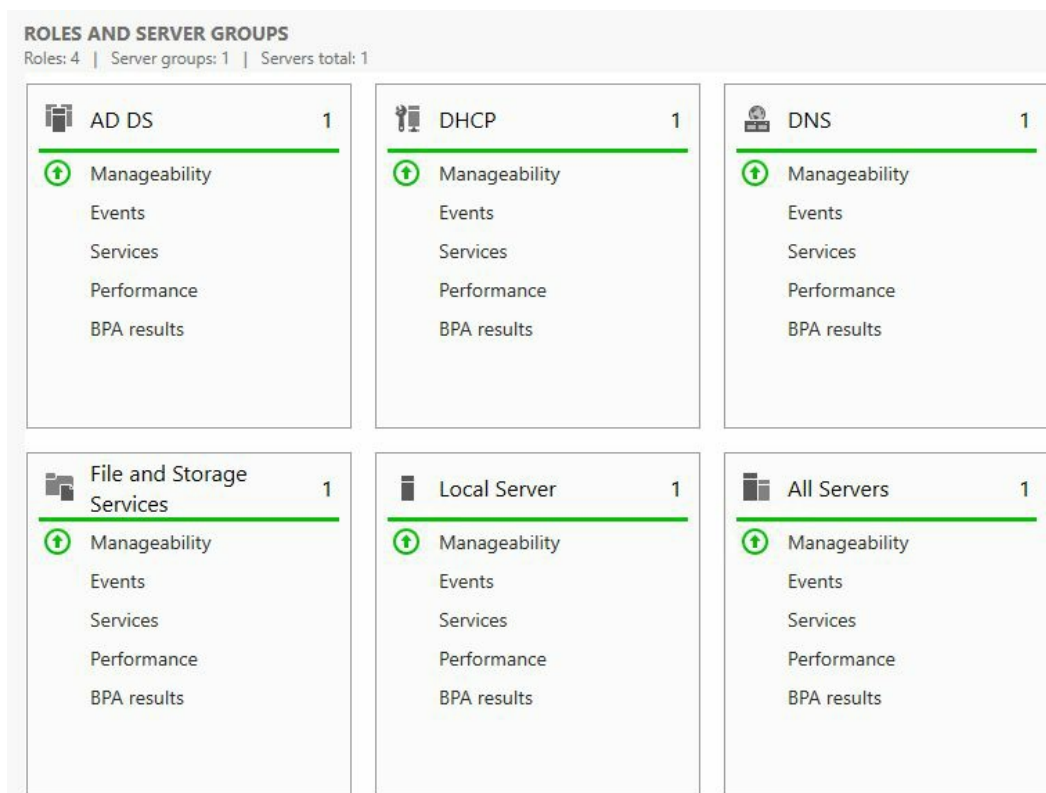 ROLES AND SERVER GROUPS
Roles: 4 | Server groups: 1 | Servers total: 1
AD DS 1
Manageability
Events
Services
Performance
BPA results
DHCP 1
Manageability
Events
Services
Performance
BPA results
DNS 1
Manageability
Events
Services
Performance
BPA results
File and Storage
Services 1
Manageability
Events
Services
Performance
BPA results
Local Server 1
Manageability
Events
Services
Performance
BPA results
All Servers 1
Manageability
Events
Services
Performance
BPA results